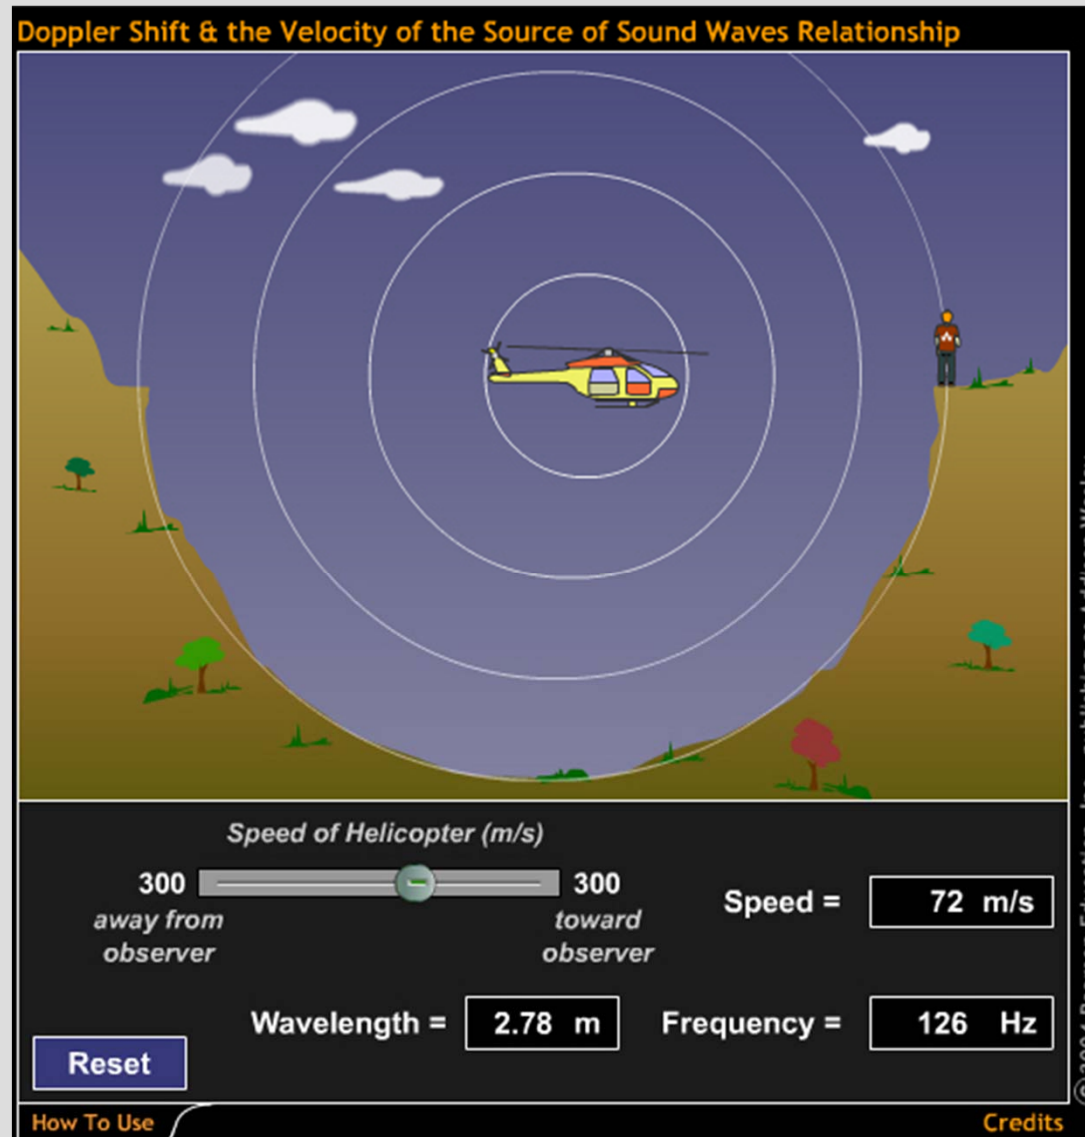 Doppler Shift & the Velocity of the Source of Sound Waves Relationship
Speed of Helicopter (m/s)
300
300
away from
observer
toward
observer
Speed = 72 m/s
Wavelength = 2.78 m
Frequency = 126 Hz
Reset
How To Use
Credits